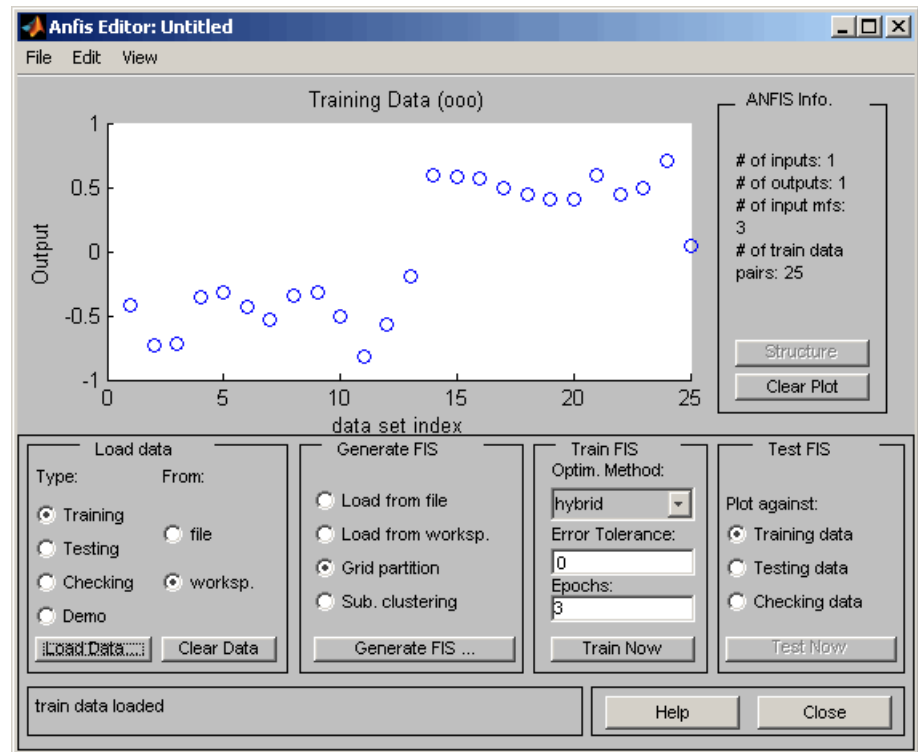 Anfis Editor: Untitled
File Edit View
Training Data (ooo)
1
0.5
0
-0.5
-1
Output
0 5 10 15 20 25
data set index
ANFIS Info.
# of inputs: 1
# of outputs: 1
# of input mfs:
3
# of train data
pairs: 25
Structure
Clear Plot
Load data
Type: From:
Training
Testing
Checking
Demo
file
worksp.
Load Data...
Clear Data
Generate FIS
Load from file
Load from worksp.
Grid partition
Sub. clustering
Generate FIS ...
Train FIS
Optim. Method:
hybrid
Error Tolerance:
0
Epochs:
3
Train Now
Test FIS
Plot against:
Training data
Testing data
Checking data
Test Now
train data loaded
Help
Close